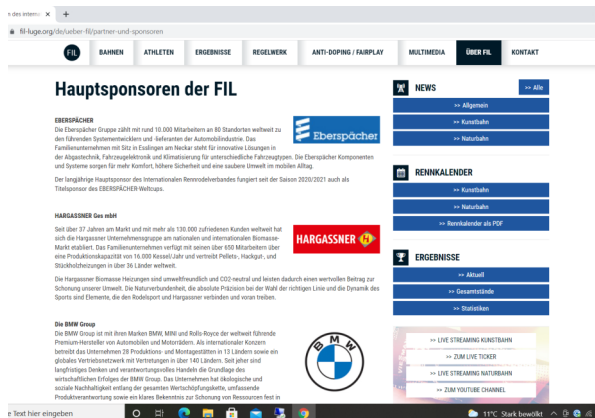 n des interna
fil-luge.org/de/ueber-fil/partner-und-sponsoren
FIL BAHNEN ATHLETEN ERGEBNISSE REGELWERK ANTI-DOPING / FAIRPLAY MULTIMEDIA ÜBER FIL KONTAKT
Hauptsponsoren der FIL
EBERSPÄCHER
Die Eberspächer Gruppe zählt mit rund 10.000 Mitarbeitern an 80 Standorten weltweit zu
den führenden Systementwicklern und -lieferanten der Automobilindustrie. Das
Familienunternehmen mit Sitz in Esslingen am Neckar steht für innovative Lösungen in
der Abgastechnik, Fahrzeugelektronik und Klimatisierung für unterschiedliche Fahrzeugtypen. Die Eberspächer Komponenten
und Systeme sorgen für mehr Komfort, höhere Sicherheit und eine saubere Umwelt im mobilen Alltag.
Der langjährige Hauptsponsor des Internationalen Rennrodelverbandes fungiert seit der Saison 2020/2021 auch als
Titelsponsor des EBERSPÄCHER-Weltcups.
Eberspächer
HARGASSNER Ges mbH
Seit über 37 Jahren am Markt und mit mehr als 130.000 zufriedenen Kunden weltweit hat
sich die Hargassner Unternehmensgruppe am nationalen und internationalen Biomasse-
Markt etabliert. Das Familienunternehmen verfügt mit seinen über 650 Mitarbeitern über
eine Produktionskapazität von 16.000 Kessel/Jahr und vertreibt Pellets-, Hackgut-, und
Stückholzheizungen in über 36 Länder weltweit.
Die Hargassner Biomasse Heizungen sind umweltfreundlich und CO2-neutral und leisten dadurch einen wertvollen Beitrag zur
Schonung unserer Umwelt. Die Naturverbundenheit, die absolute Präzision bei der Wahl der richtigen Linie und die Dynamik des
Sports sind Elemente, die den Rodelsport und Hargassner verbinden und voran treiben.
HARGASSNER
Die BMW Group
Die BMW Group ist mit ihren Marken BMW, MINI und Rolls-Royce der weltweit führende
Premium-Hersteller von Automobilen und Motorrädern. Als internationaler Konzern
betreibt das Unternehmen 28 Produktions- und Montagestätten in 13 Ländern sowie ein
globales Vertriebsnetzwerk mit Vertretungen in über 140 Ländern. Seit jeher sind
langfristiges Denken und verantwortungsvolles Handeln die Grundlage des
wirtschaftlichen Erfolges der BMW Group. Das Unternehmen hat ökologische und
soziale Nachhaltigkeit entlang der gesamten Wertschöpfungskette, umfassende
Produktverantwortung sowie ein klares Bekenntnis zur Schonung von Ressourcen fest in
BMW
NEWS >> Alle
>> Allgemein
>> Kunstbahn
>> Naturbahn
RENNKALENDER
>> Kunstbahn
>> Naturbahn
>> Rennkalender als PDF
ERGEBNISSE
>> Aktuell
>> Gesamtstände
>> Statistiken
>> LIVE STREAMING KUNSTBAHN
>> ZUM LIVE TICKER
>> LIVE STREAMING NATURBAHN
>> ZUM YOUTUBE CHANNEL
e Text hier eingeben
11°C Stark bewölkt